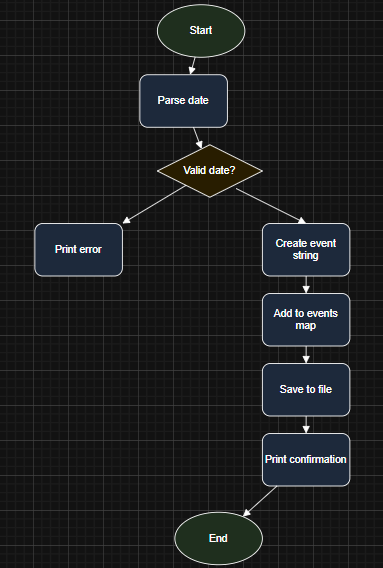 Start
Parse date
Valid date?
Print error
Create event
string
Add to events
map
Save to file
Print confirmation
End